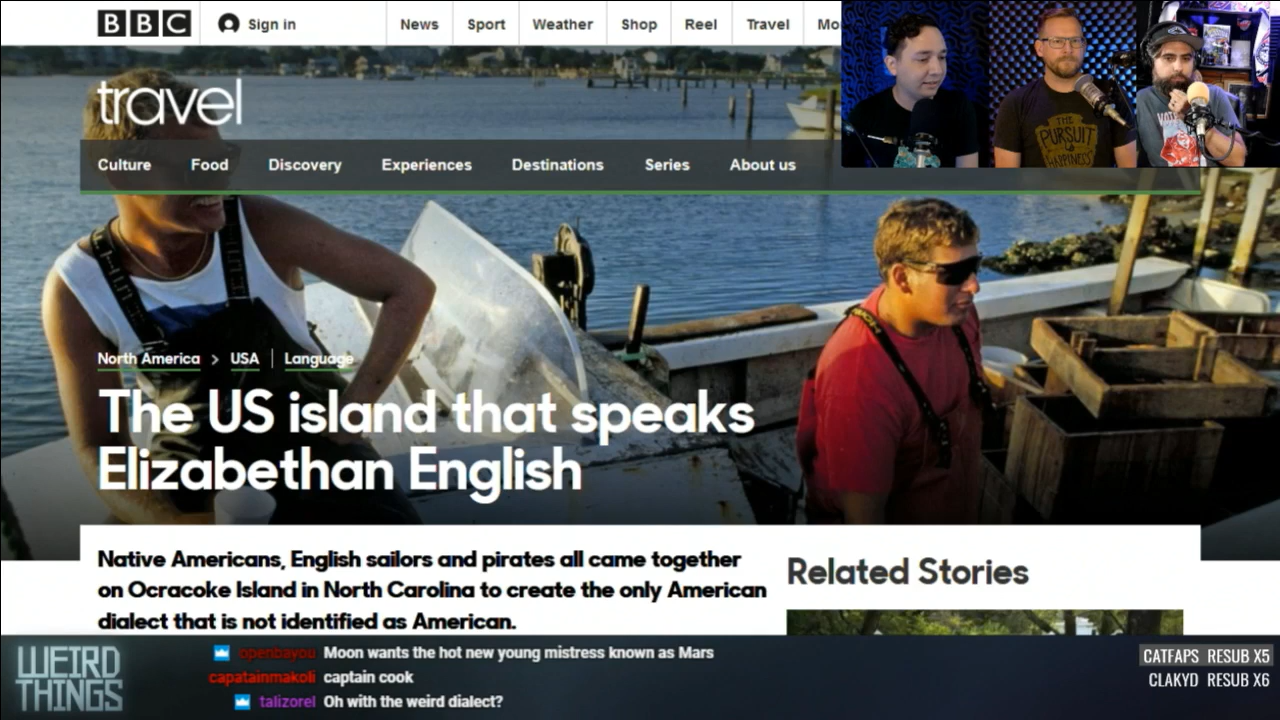 BBC
Sign in
News
Sport
Weather
Shop
Reel
Travel
Mo
travel
Culture
Food
Discovery
Experiences
Destinations
Series
About us
THE
PURSUIT
HAPPINESS
North America > USA | Language
The US island that speaks
Elizabethan English
Native Americans, English sailors and pirates all came together
on Ocracoke Island in North Carolina to create the only American
dialect that is not identified as American.
Related Stories
WEIRD
THINGS
openbayou Moon wants the hot new young mistress known as Mars
capatainmakoli captain cook
talizorel Oh with the weird dialect?
CATFAPS RESUB X5
CLAKYD RESUB X6